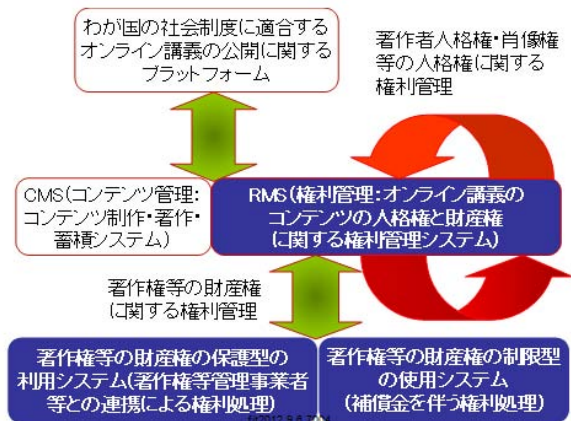 わが国の社会制度に適合する
オンライン講義の公開に関する
プラットフォーム
著作者人格権・肖像権
等の人格権に関する
権利管理
CMS(コンテンツ管理:
コンテンツ制作・著作・
蓄積システム)
RMS(権利管理:オンライン講義の
コンテンツの人格権と財産権
に関する権利管理システム)
著作権等の財産権
に関する権利管理
著作権等の財産権の保護型の
利用システム(著作権等管理事業者
等との連携による権利処理)
著作権等の財産権の制限型
の使用システム
(補償金を伴う権利処理)